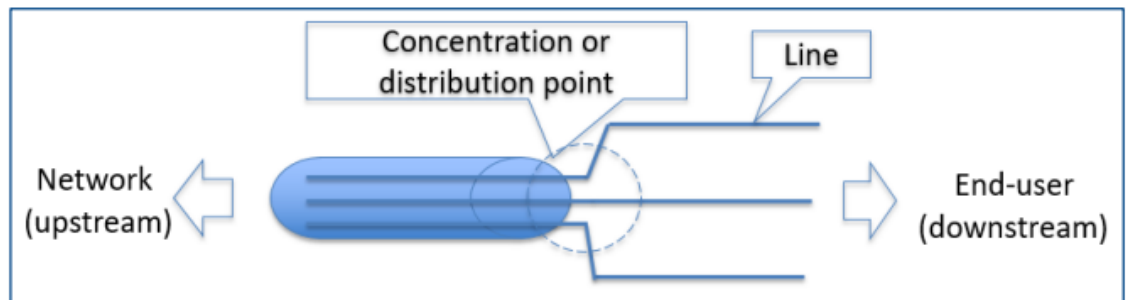 Concentration or
distribution point
Line
Network
(upstream)
End-user
(downstream)